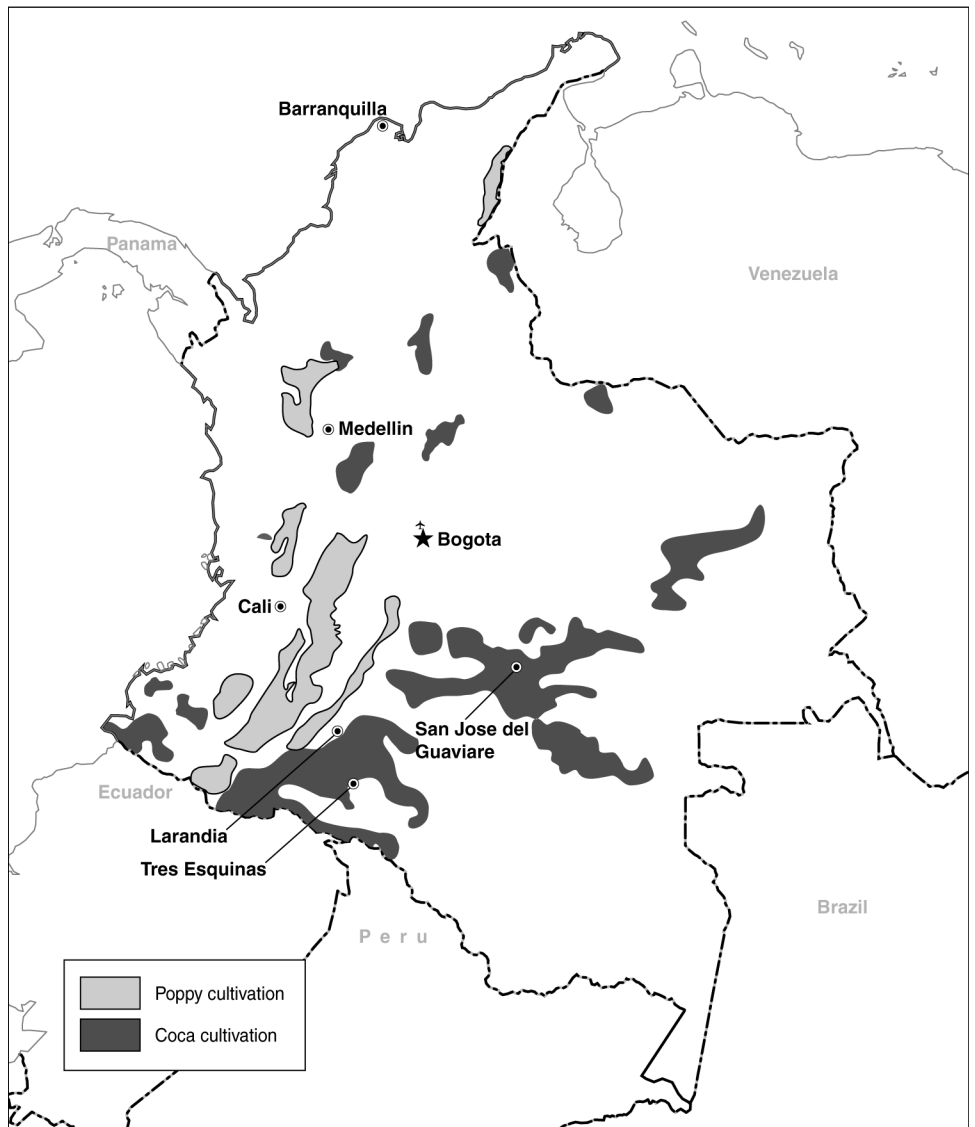 Barranquilla
Panama
Venezuela
Medellin
Bogota
Cali
San Jose del
Guaviare
Ecuador
Larandia
Tres Esquinas
Brazil
Peru
Poppy cultivation
Coca cultivation